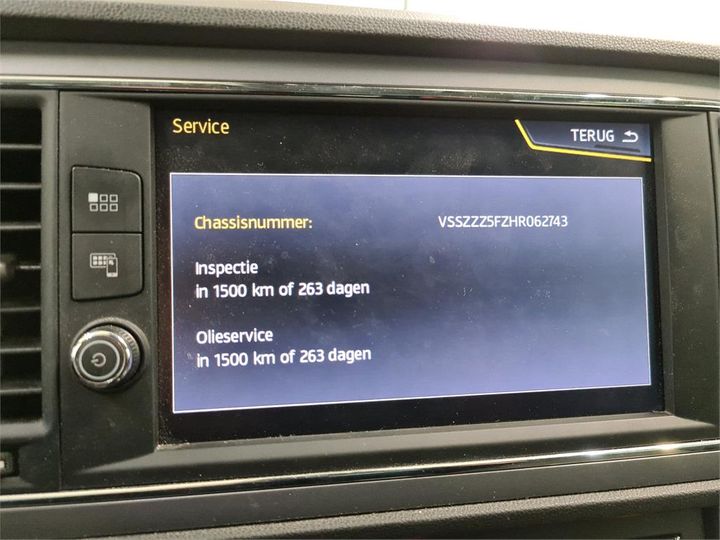 Service
TERUG
Chassisnummer: VSSZZZ5FZHR062743
Inspectie
in 1500 km of 263 dagen
Olieservice
in 1500 km of 263 dagen